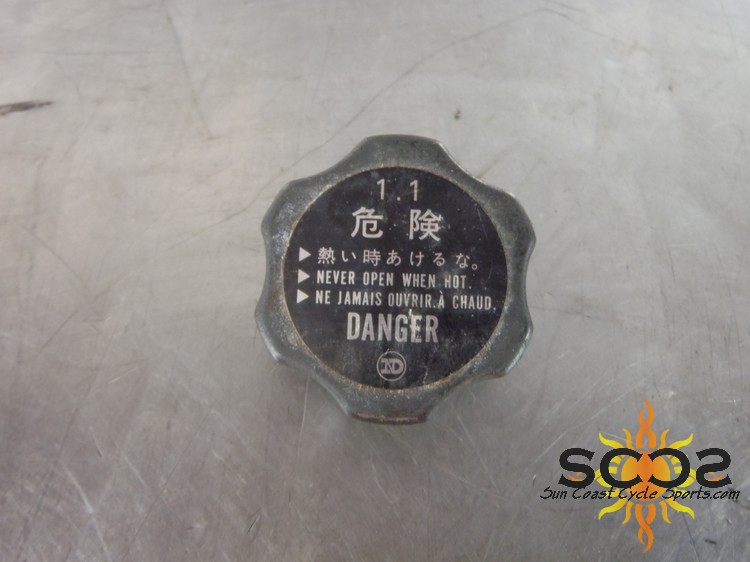 1.1
危険
▶熱い時あけるな。
▶NEVER OPEN WHEN HOT.
▶NE JAMAIS OUVRIR.À CHAUD.
DANGER
ND
SCCS
Sun Coast Cycle Sports.com